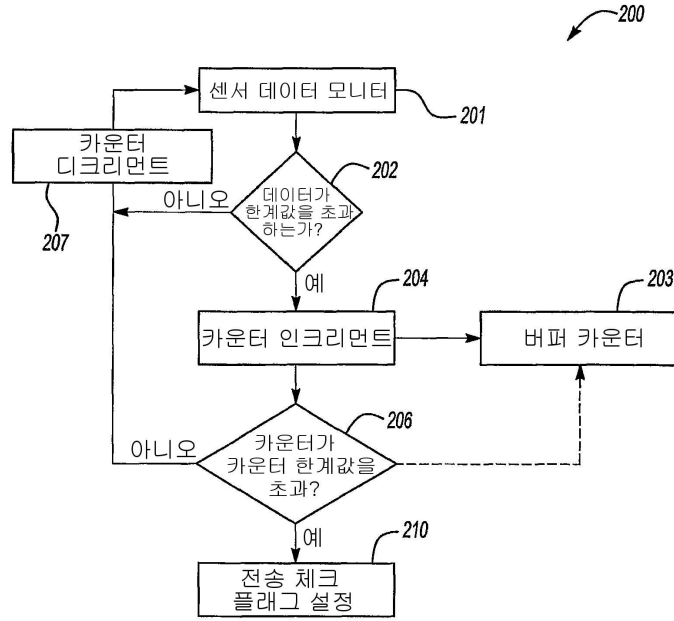 200
센서 데이터 모니터
201
카운터
디크리먼트
207
202
데이터가
한계값을 초과
하는가?
아니오
예
204
카운터 인크리먼트
203
버퍼 카운터
206
카운터가
카운터 한계값을
초과?
아니오
예
210
전송 체크
플래그 설정